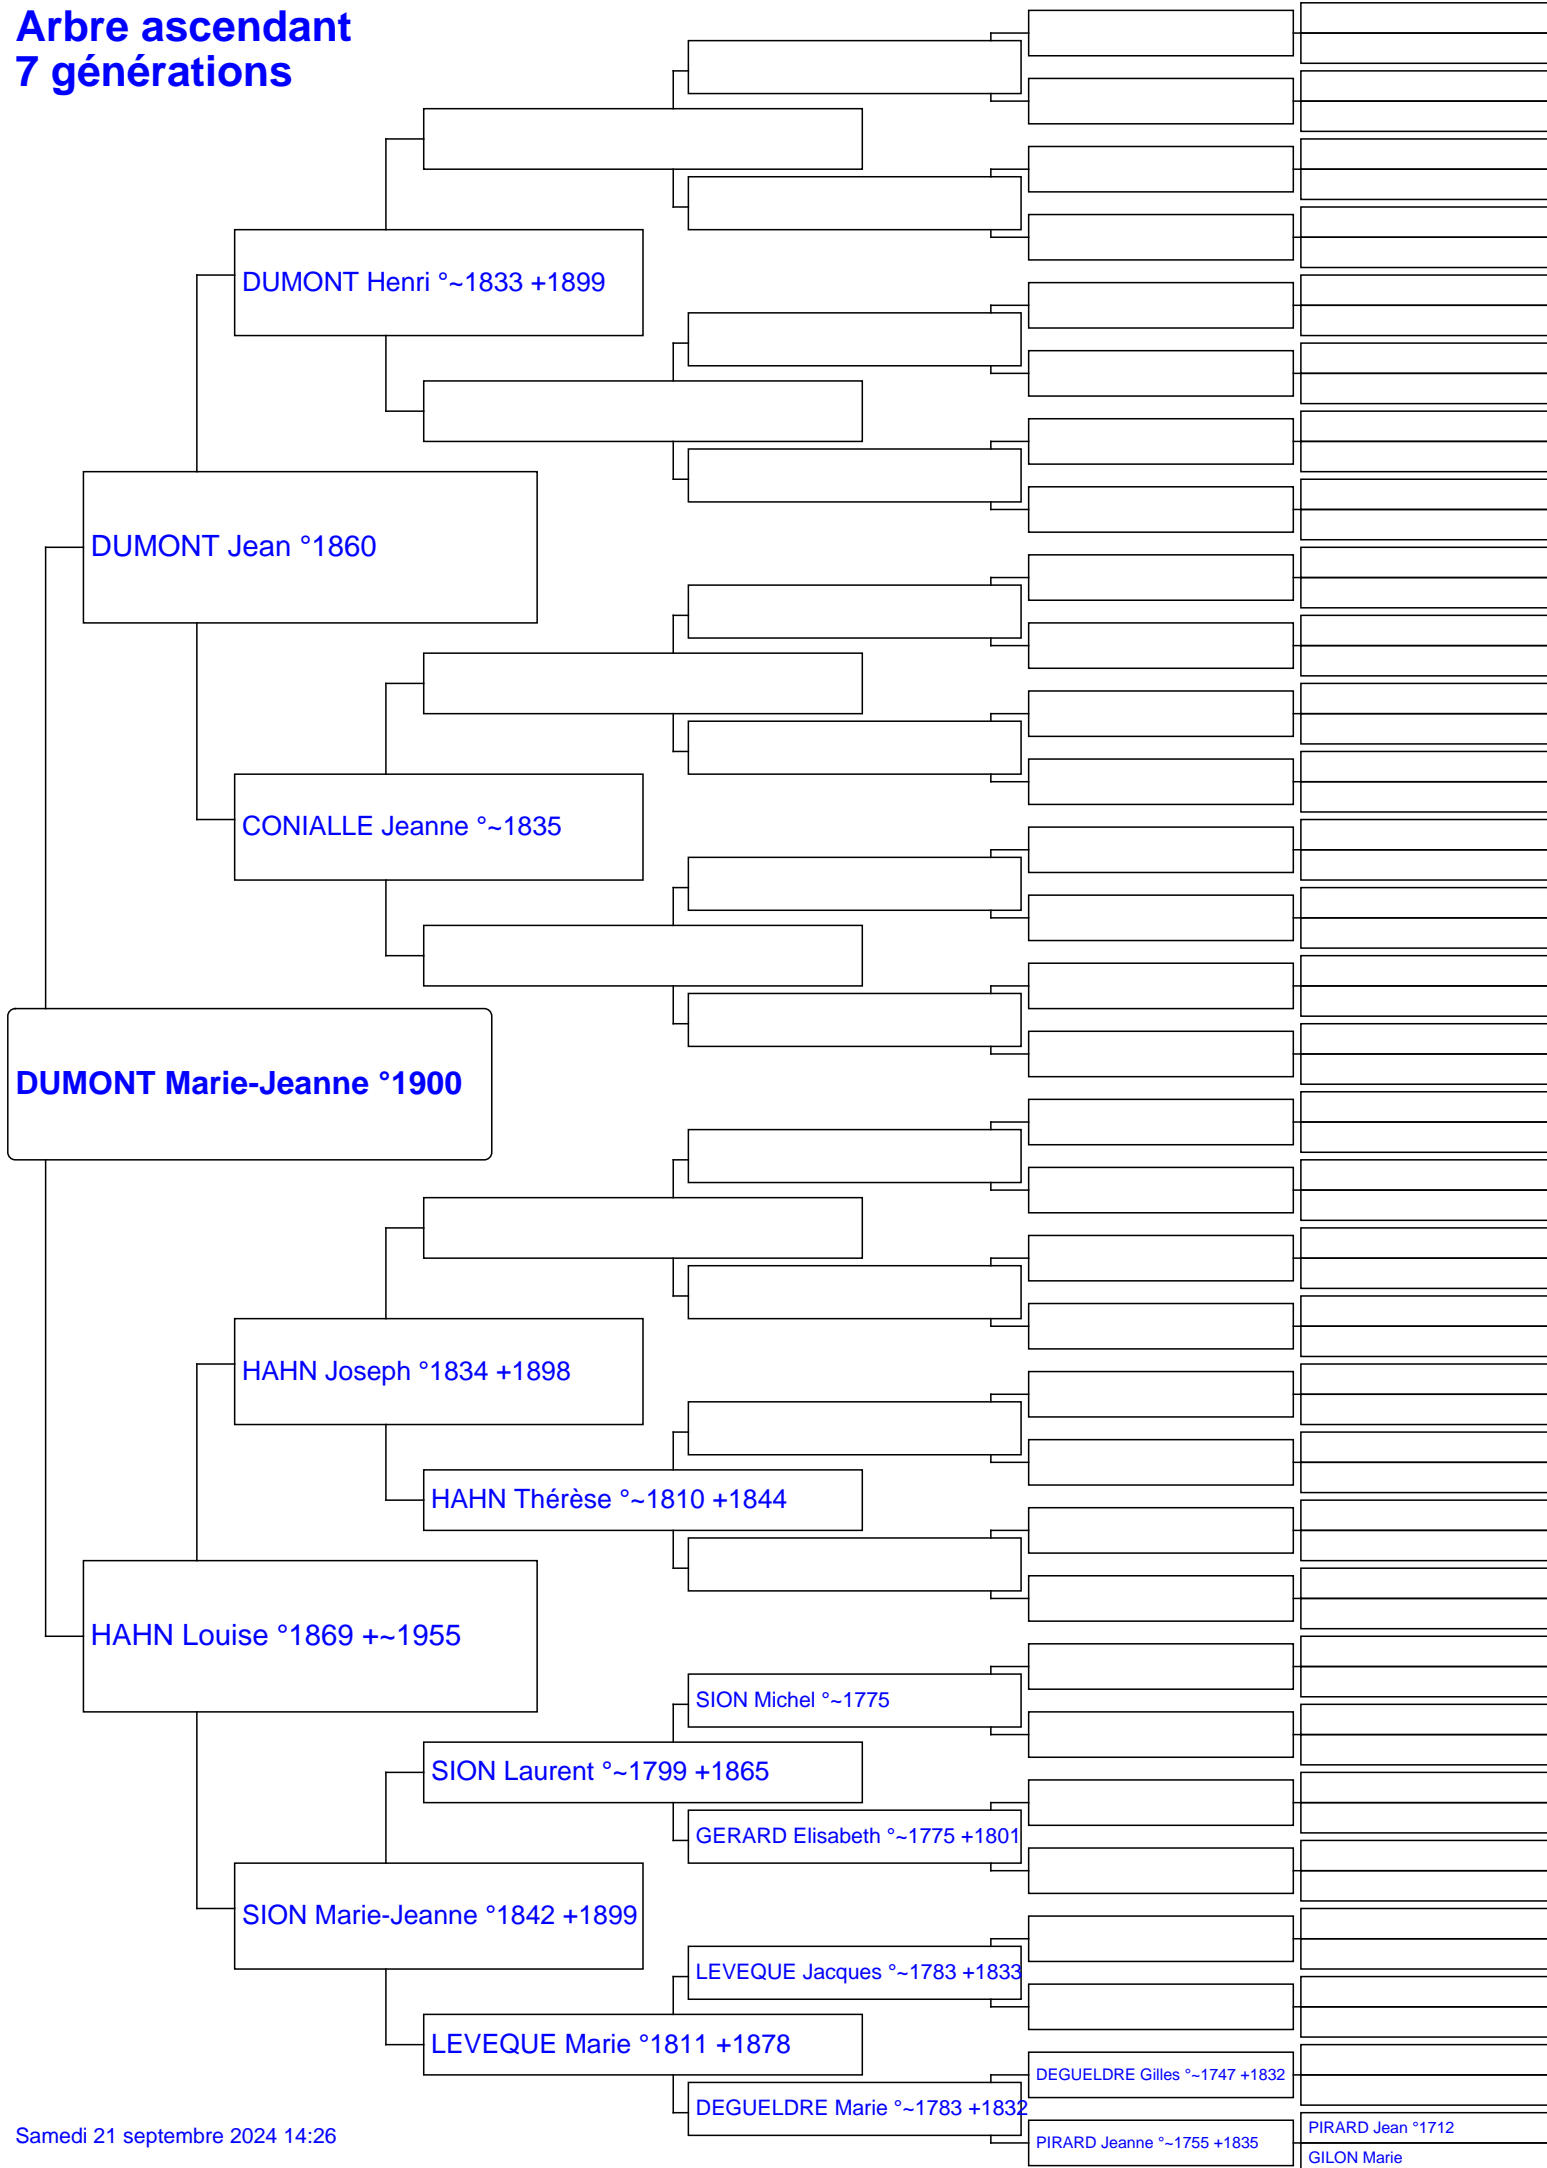 Arbre ascendant
7 générations
DUMONT Henri °~1833 +1899
DUMONT Jean °1860
CONIALLE Jeanne °~1835
DUMONT Marie-Jeanne °1900
HAHN Joseph °1834 +1898
HAHN Thérèse °~1810 +1844
HAHN Louise °1869 +~1955
SION Michel °~1775
SION Laurent °~1799 +1865
GERARD Elisabeth °~1775 +1801
SION Marie-Jeanne °1842 +1899
LEVEQUE Jacques °~1783 +1833
LEVEQUE Marie °1811 +1878
DEGUELDRE Gilles °~1747 +1832
DEGUELDRE Marie °~1783 +1832
PIRARD Jean °1712
PIRARD Jeanne °~1755 +1835
GILON Marie
Samedi 21 septembre 2024 14:26